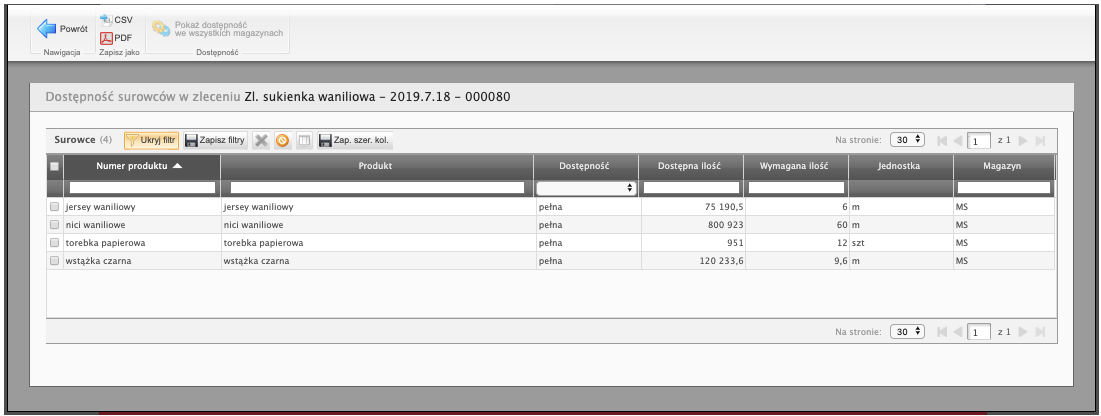 Powrót
Nawigacja
CSV
PDF
Zapisz jako
Pokaż dostępność
we wszystkich magazynach
Dostępność
Dostępność surowców w zleceniu Zl. sukienka waniliowa - 2019.7.18 - 000080
Surowce (4) Ukryj filtr Zapisz filtry Zap. szer. kol. Na stronie: 30 1 z 1
Numer produktu Produkt Dostępność Dostępna ilość Wymagana ilość Jednostka Magazyn
jersey waniliowy jersey waniliowy pełna 75 190,5 6 m MS
nici waniliowe nici waniliowe pełna 800 923 60 m MS
torebka papierowa torebka papierowa pełna 951 12 szt MS
wstążka czarna wstążka czarna pełna 120 233,6 9,6 m MS
Na stronie: 30 1 z 1